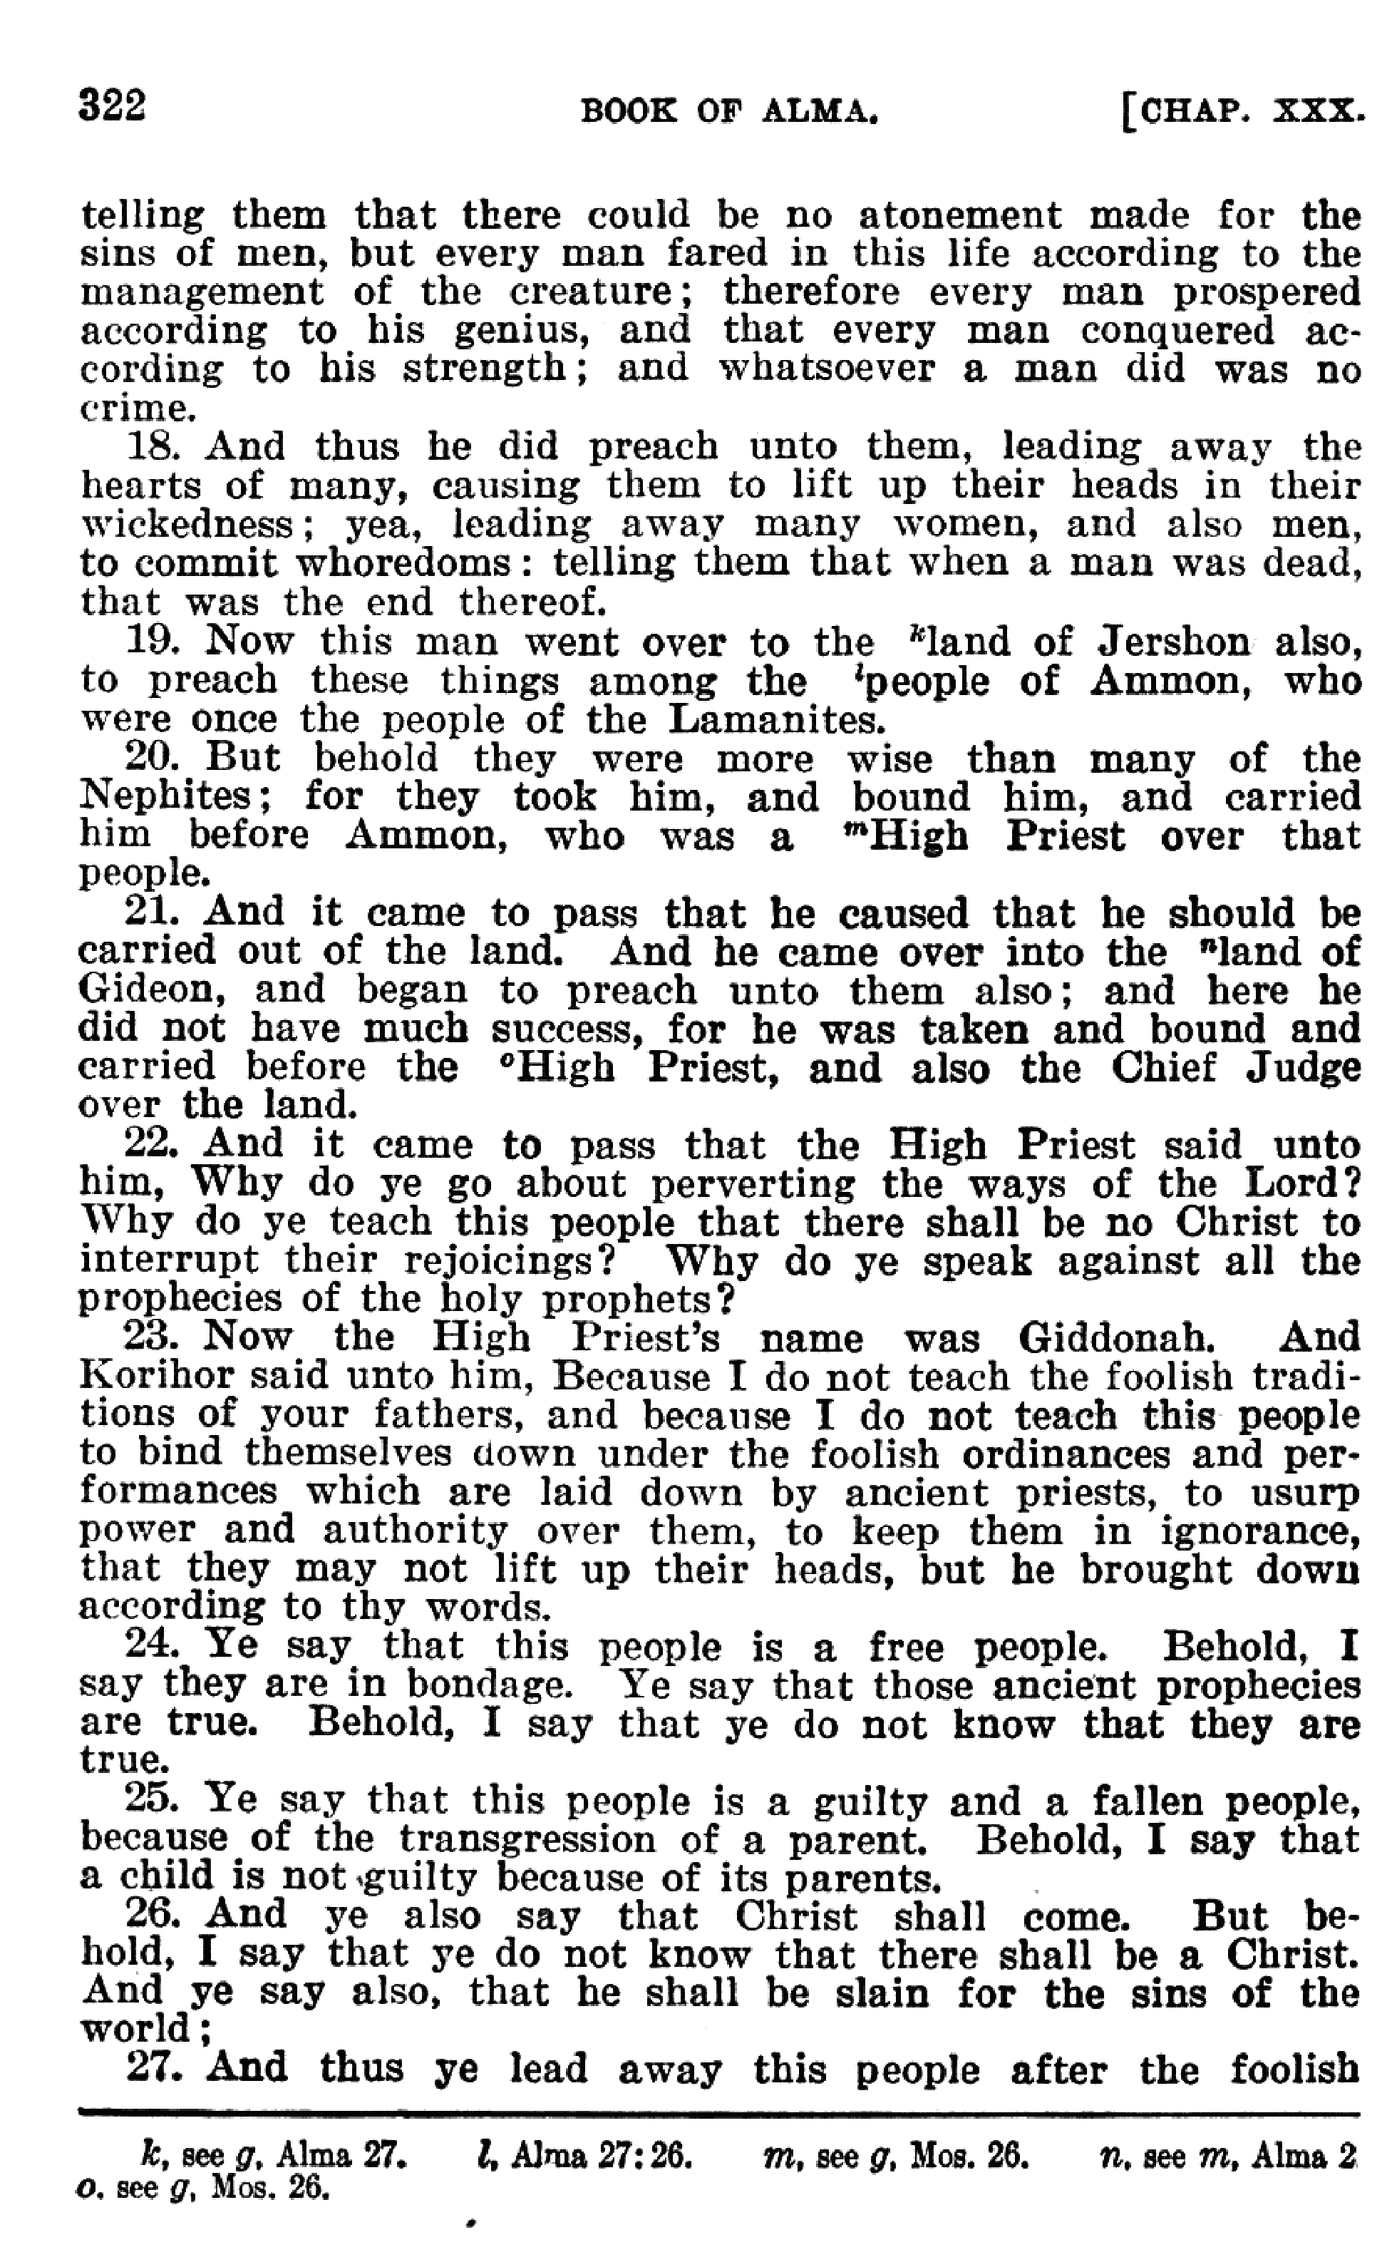 322 BOOK OF ALMA. [CHAP. XXX.
telling them that there could be no atonement made for the
sins of men, but every man fared in this life according to the
management of the creature; therefore every man prospered
according to his genius, and that every man conquered ac-
cording to his strength; and whatsoever a man did was no
crime.
18. And thus he did preach unto them, leading away the
hearts of many, causing them to lift up their heads in their
wickedness; yea, leading away many women, and also men,
to commit whoredoms: telling them that when a man was dead,
that was the end thereof.
19. Now this man went over to the kland of Jershon also,
to preach these things among the lpeople of Ammon, who
were once the people of the Lamanites.
20. But behold they were more wise than many of the
Nephites; for they took him, and bound him, and carried
him before Ammon, who was a mHigh Priest over that
people.
21. And it came to pass that he caused that he should be
carried out of the land. And he came over into the nland of
Gideon, and began to preach unto them also; and here he
did not have much success, for he was taken and bound and
carried before the oHigh Priest, and also the Chief Judge
over the land.
22. And it came to pass that the High Priest said unto
him, Why do ye go about perverting the ways of the Lord?
Why do ye teach this people that there shall be no Christ to
interrupt their rejoicings? Why do ye speak against all the
prophecies of the holy prophets?
23. Now the High Priest's name was Giddonah. And
Korihor said unto him, Because I do not teach the foolish tradi-
tions of your fathers, and because I do not teach this people
to bind themselves down under the foolish ordinances and per-
formances which are laid down by ancient priests, to usurp
power and authority over them, to keep them in ignorance,
that they may not lift up their heads, but he brought down
according to thy words.
24. Ye say that this people is a free people. Behold, I
say they are in bondage. Ye say that those ancient prophecies
are true. Behold, I say that ye do not know that they are
true.
25. Ye say that this people is a guilty and a fallen people,
because of the transgression of a parent. Behold, I say that
a child is not guilty because of its parents.
26. And ye also say that Christ shall come. But be-
hold, I say that ye do not know that there shall be a Christ.
And ye say also, that he shall be slain for the sins of the
world;
27. And thus ye lead away this people after the foolish
k, see g, Alma 27. l, Alma 27:26. m, see g, Mos. 26. n, see m, Alma 2
o, see g, Mos. 26.